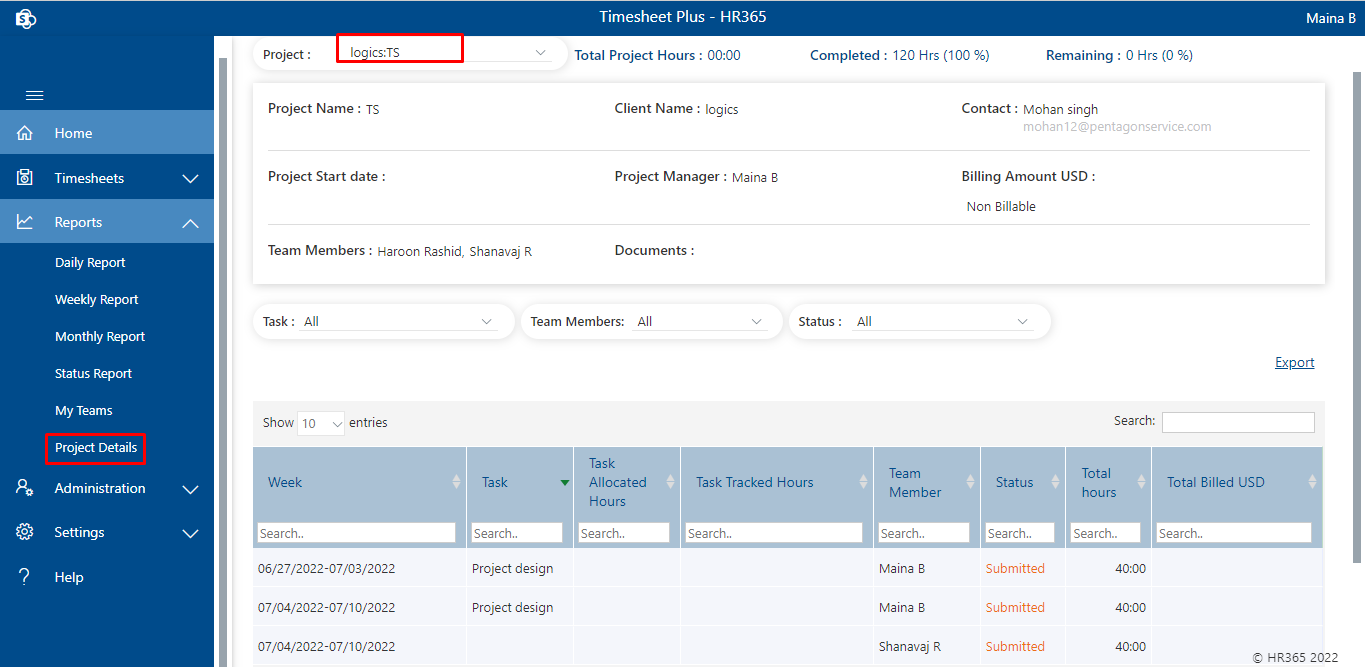 Timesheet Plus - HR365
Maina B
Home
Timesheets
Reports
Daily Report
Weekly Report
Monthly Report
Status Report
My Teams
Project Details
Administration
Settings
Help
Project : logics:TS Total Project Hours : 00:00 Completed : 120 Hrs (100 %) Remaining : 0 Hrs (0 %)
Project Name : TS Client Name : logics Contact : Mohan singh
mohan12@pentagonservice.com
Project Start date : Project Manager : Maina B Billing Amount USD :
Non Billable
Team Members : Haroon Rashid, Shanavaj R Documents :
Task : All Team Members: All Status : All
Export
Show 10 entries Search:
Week Task Task Allocated Hours Task Tracked Hours Team Member Status Total hours Total Billed USD
Search.. Search.. Search.. Search.. Search.. Search.. Search.. Search..
06/27/2022-07/03/2022 Project design Maina B Submitted 40:00
07/04/2022-07/10/2022 Project design Maina B Submitted 40:00
07/04/2022-07/10/2022 Shanavaj R Submitted 40:00
© HR365 2022